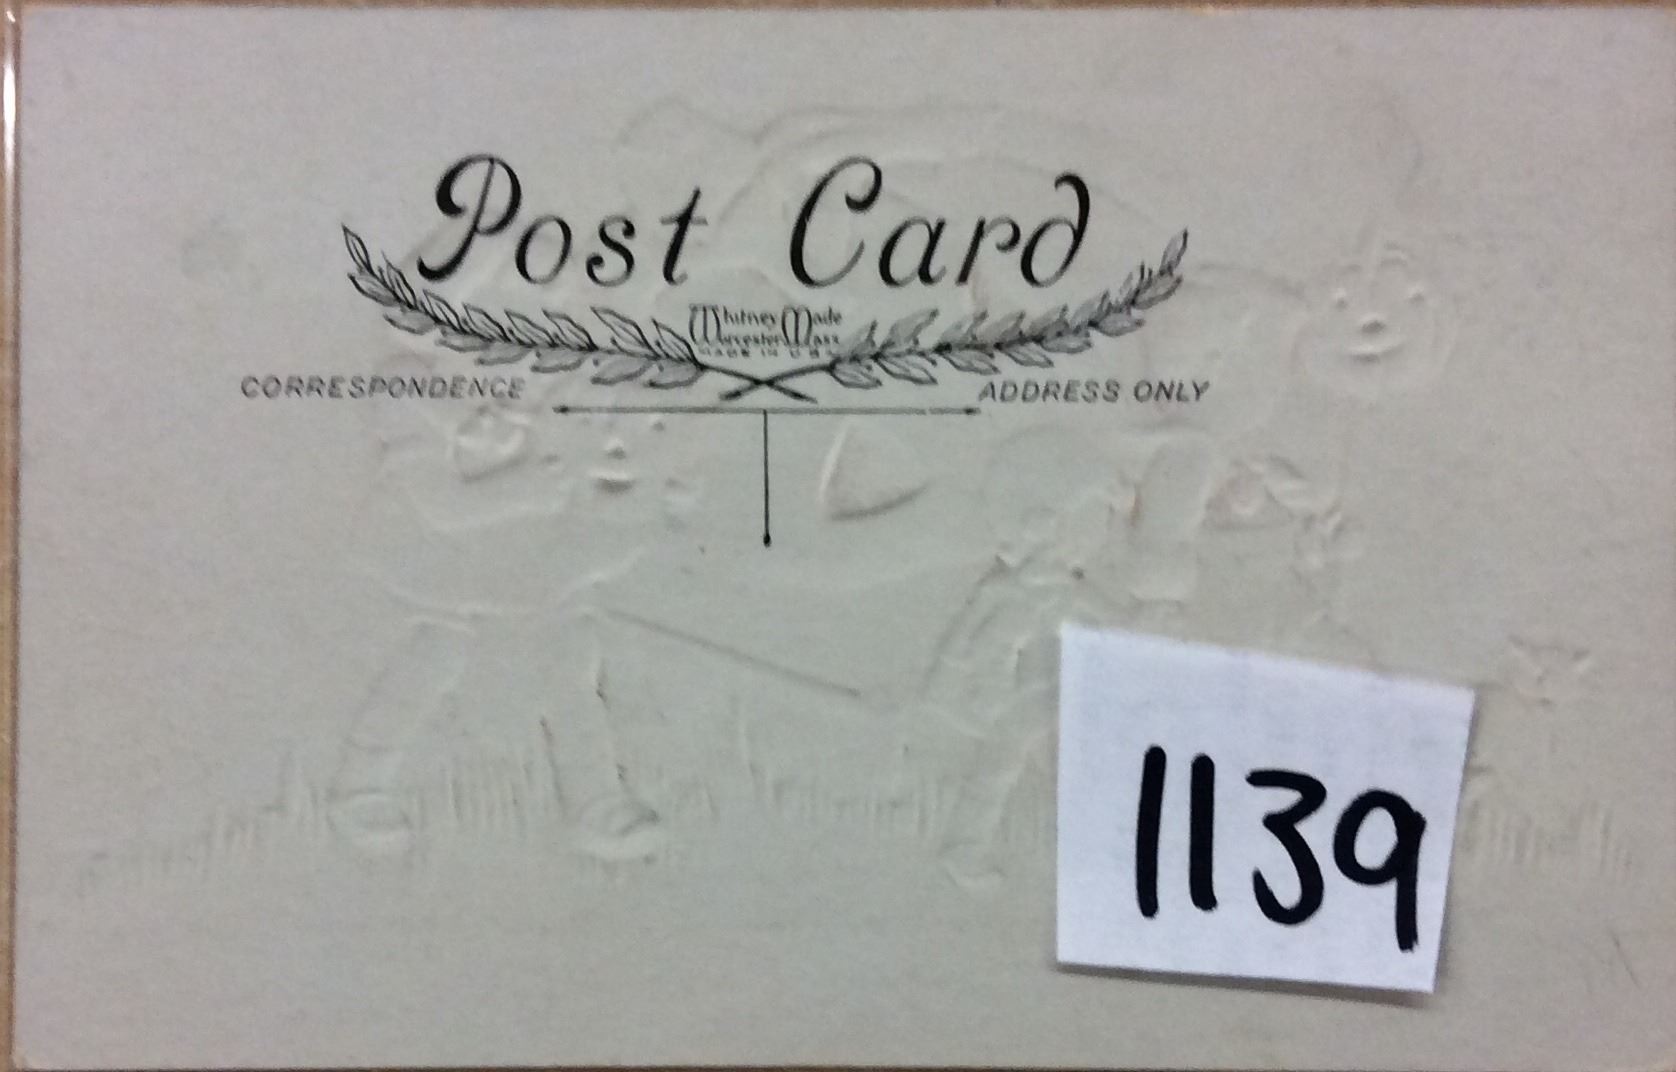 Post Card
Whitney Made
Worcester Mass
MADE IN U S A
CORRESPONDENCE
ADDRESS ONLY
1139